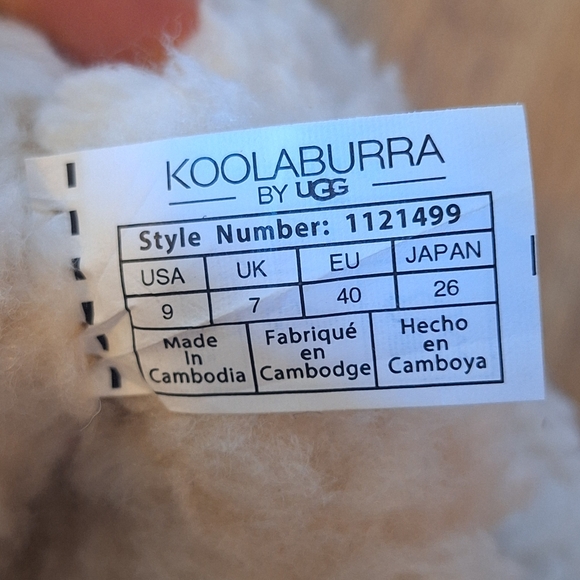 KOOLABURRA
BY UGG
Style Number: 1121499
USA UK EU JAPAN
9 7 40 26
Made In Cambodia
Fabriqué en Cambodge
Hecho en Camboya